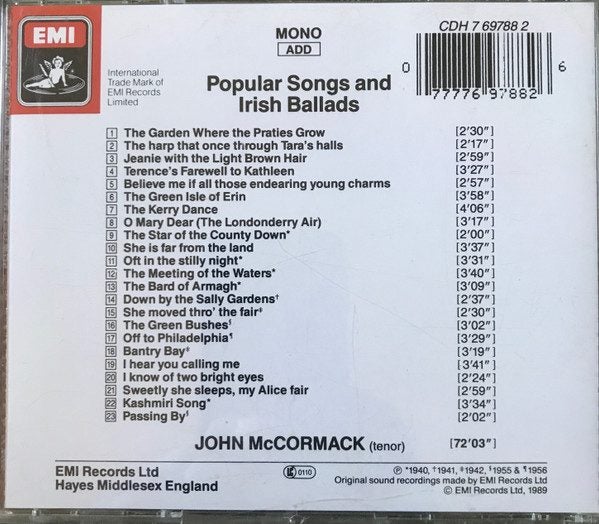 EMI
International
Trade Mark of
EMI Records
Limited
MONO
ADD
CDH 7 69788 2
0 77776 97882 6
Popular Songs and
Irish Ballads
1 The Garden Where the Praties Grow [2'30"]
2 The harp that once through Tara's halls [2'17"]
3 Jeanie with the Light Brown Hair [2'59"]
4 Terence's Farewell to Kathleen [3'27"]
5 Believe me if all those endearing young charms [2'57"]
6 The Green Isle of Erin [3'58"]
7 The Kerry Dance [4'06"]
8 O Mary Dear (The Londonderry Air) [3'17"]
9 The Star of the County Down* [2'00"]
10 She is far from the land [3'37"]
11 Oft in the stilly night* [3'31"]
12 The Meeting of the Waters* [3'40"]
13 The Bard of Armagh* [3'09"]
14 Down by the Sally Gardens† [2'37"]
15 She moved thro' the fair‡ [2'30"]
16 The Green Bushes§ [3'02"]
17 Off to Philadelphia¶ [3'29"]
18 Bantry Bay‡ [3'19"]
19 I hear you calling me [3'41"]
20 I know of two bright eyes [2'24"]
21 Sweetly she sleeps, my Alice fair [2'59"]
22 Kashmiri Song* [3'34"]
23 Passing By§ [2'02"]
JOHN McCORMACK (tenor) [72'03"]
EMI Records Ltd
Hayes Middlesex England
LC 0110
℗ *1940, †1941, ‡1942, §1955 & ¶1956
Original sound recordings made by EMI Records Ltd.
© EMI Records Ltd, 1989